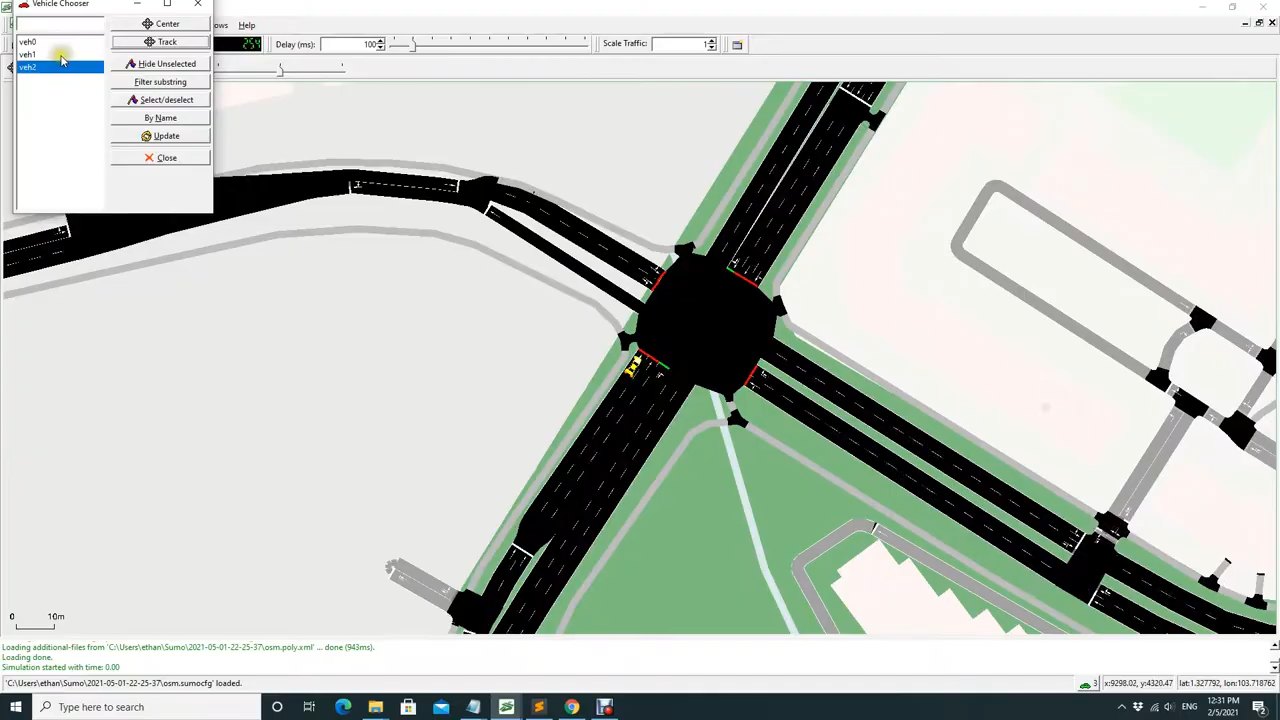 Vehicle Chooser
Center
Track
Hide Unselected
Filter substring
Select/deselect
By Name
Update
Close
veh0
veh1
veh2
Help
Delay (ms):
100
Scale Traffic:
1
0
10m
Loading additional-files from 'C:\Users\ethan\Sumo\2021-05-01-22-25-37\osm.poly.xml' ... done (943ms).
Loading done.
Simulation started with time: 0.00
'C:\Users\ethan\Sumo\2021-05-01-22-25-37\osm.sumocfg' loaded.
3
x:9298.02, y:4320.47
lat:1.327792, lon:103.718762
Type here to search
ENG
12:31 PM
2/5/2021